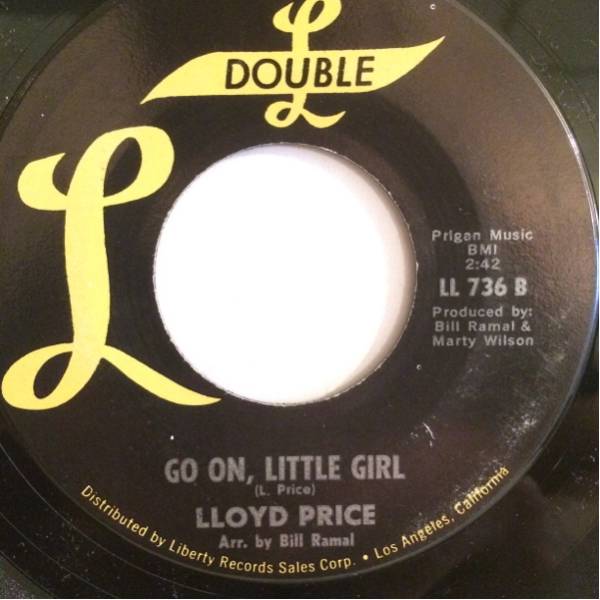 DOUBLE
L
L
Prigan Music
BMI
2:42
LL 736 B
Produced by:
Bill Ramal &
Marty Wilson
GO ON, LITTLE GIRL
(L. Price)
LLOYD PRICE
Arr. by Bill Ramal
Distributed by Liberty Records Sales Corp. • Los Angeles, California